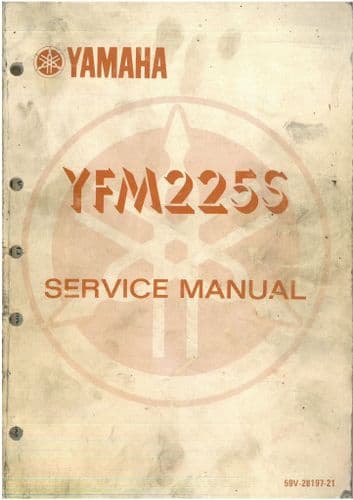 YAMAHA
YFM225S
SERVICE MANUAL
59V-28197-21